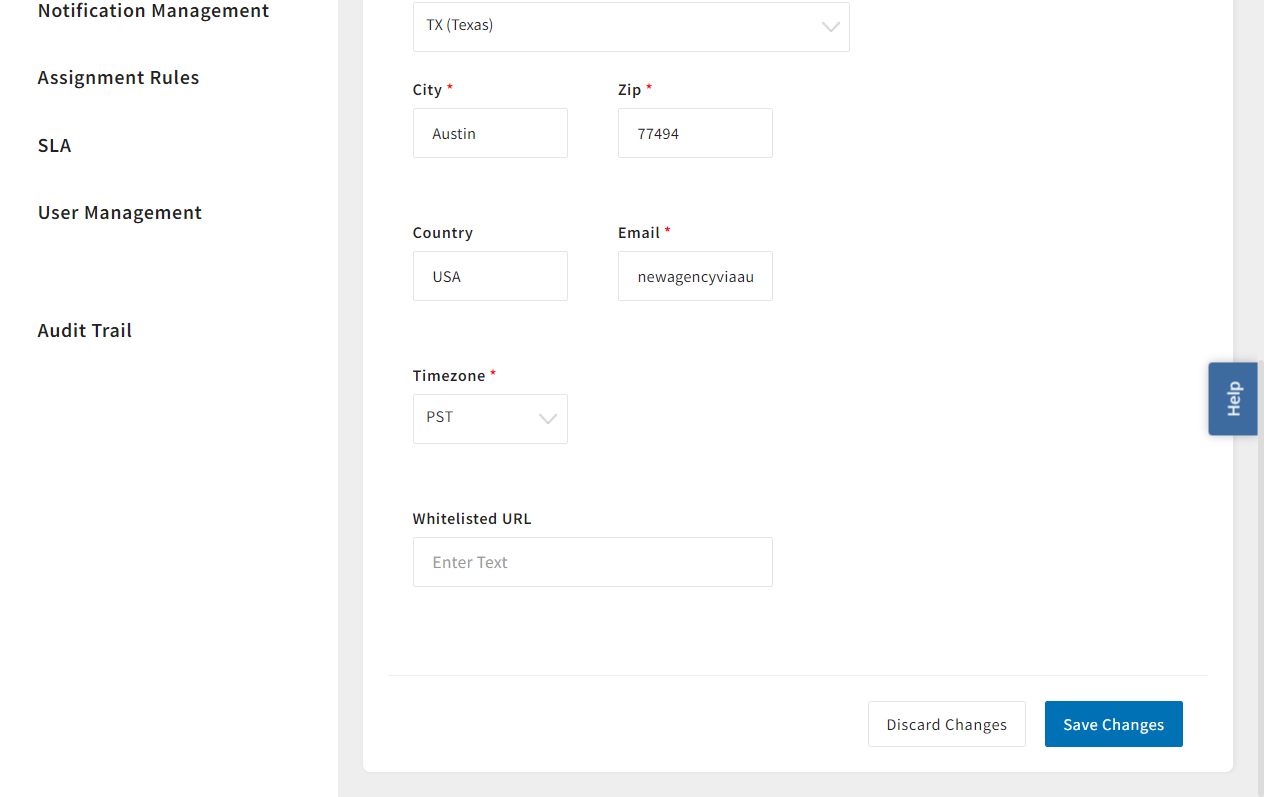 Notification Management
Assignment Rules
SLA
User Management
Audit Trail
TX (Texas)
City *
Zip *
Austin
77494
Country
Email *
USA
newagencyviaau
Timezone *
PST
Whitelisted URL
Enter Text
Discard Changes
Save Changes
Help